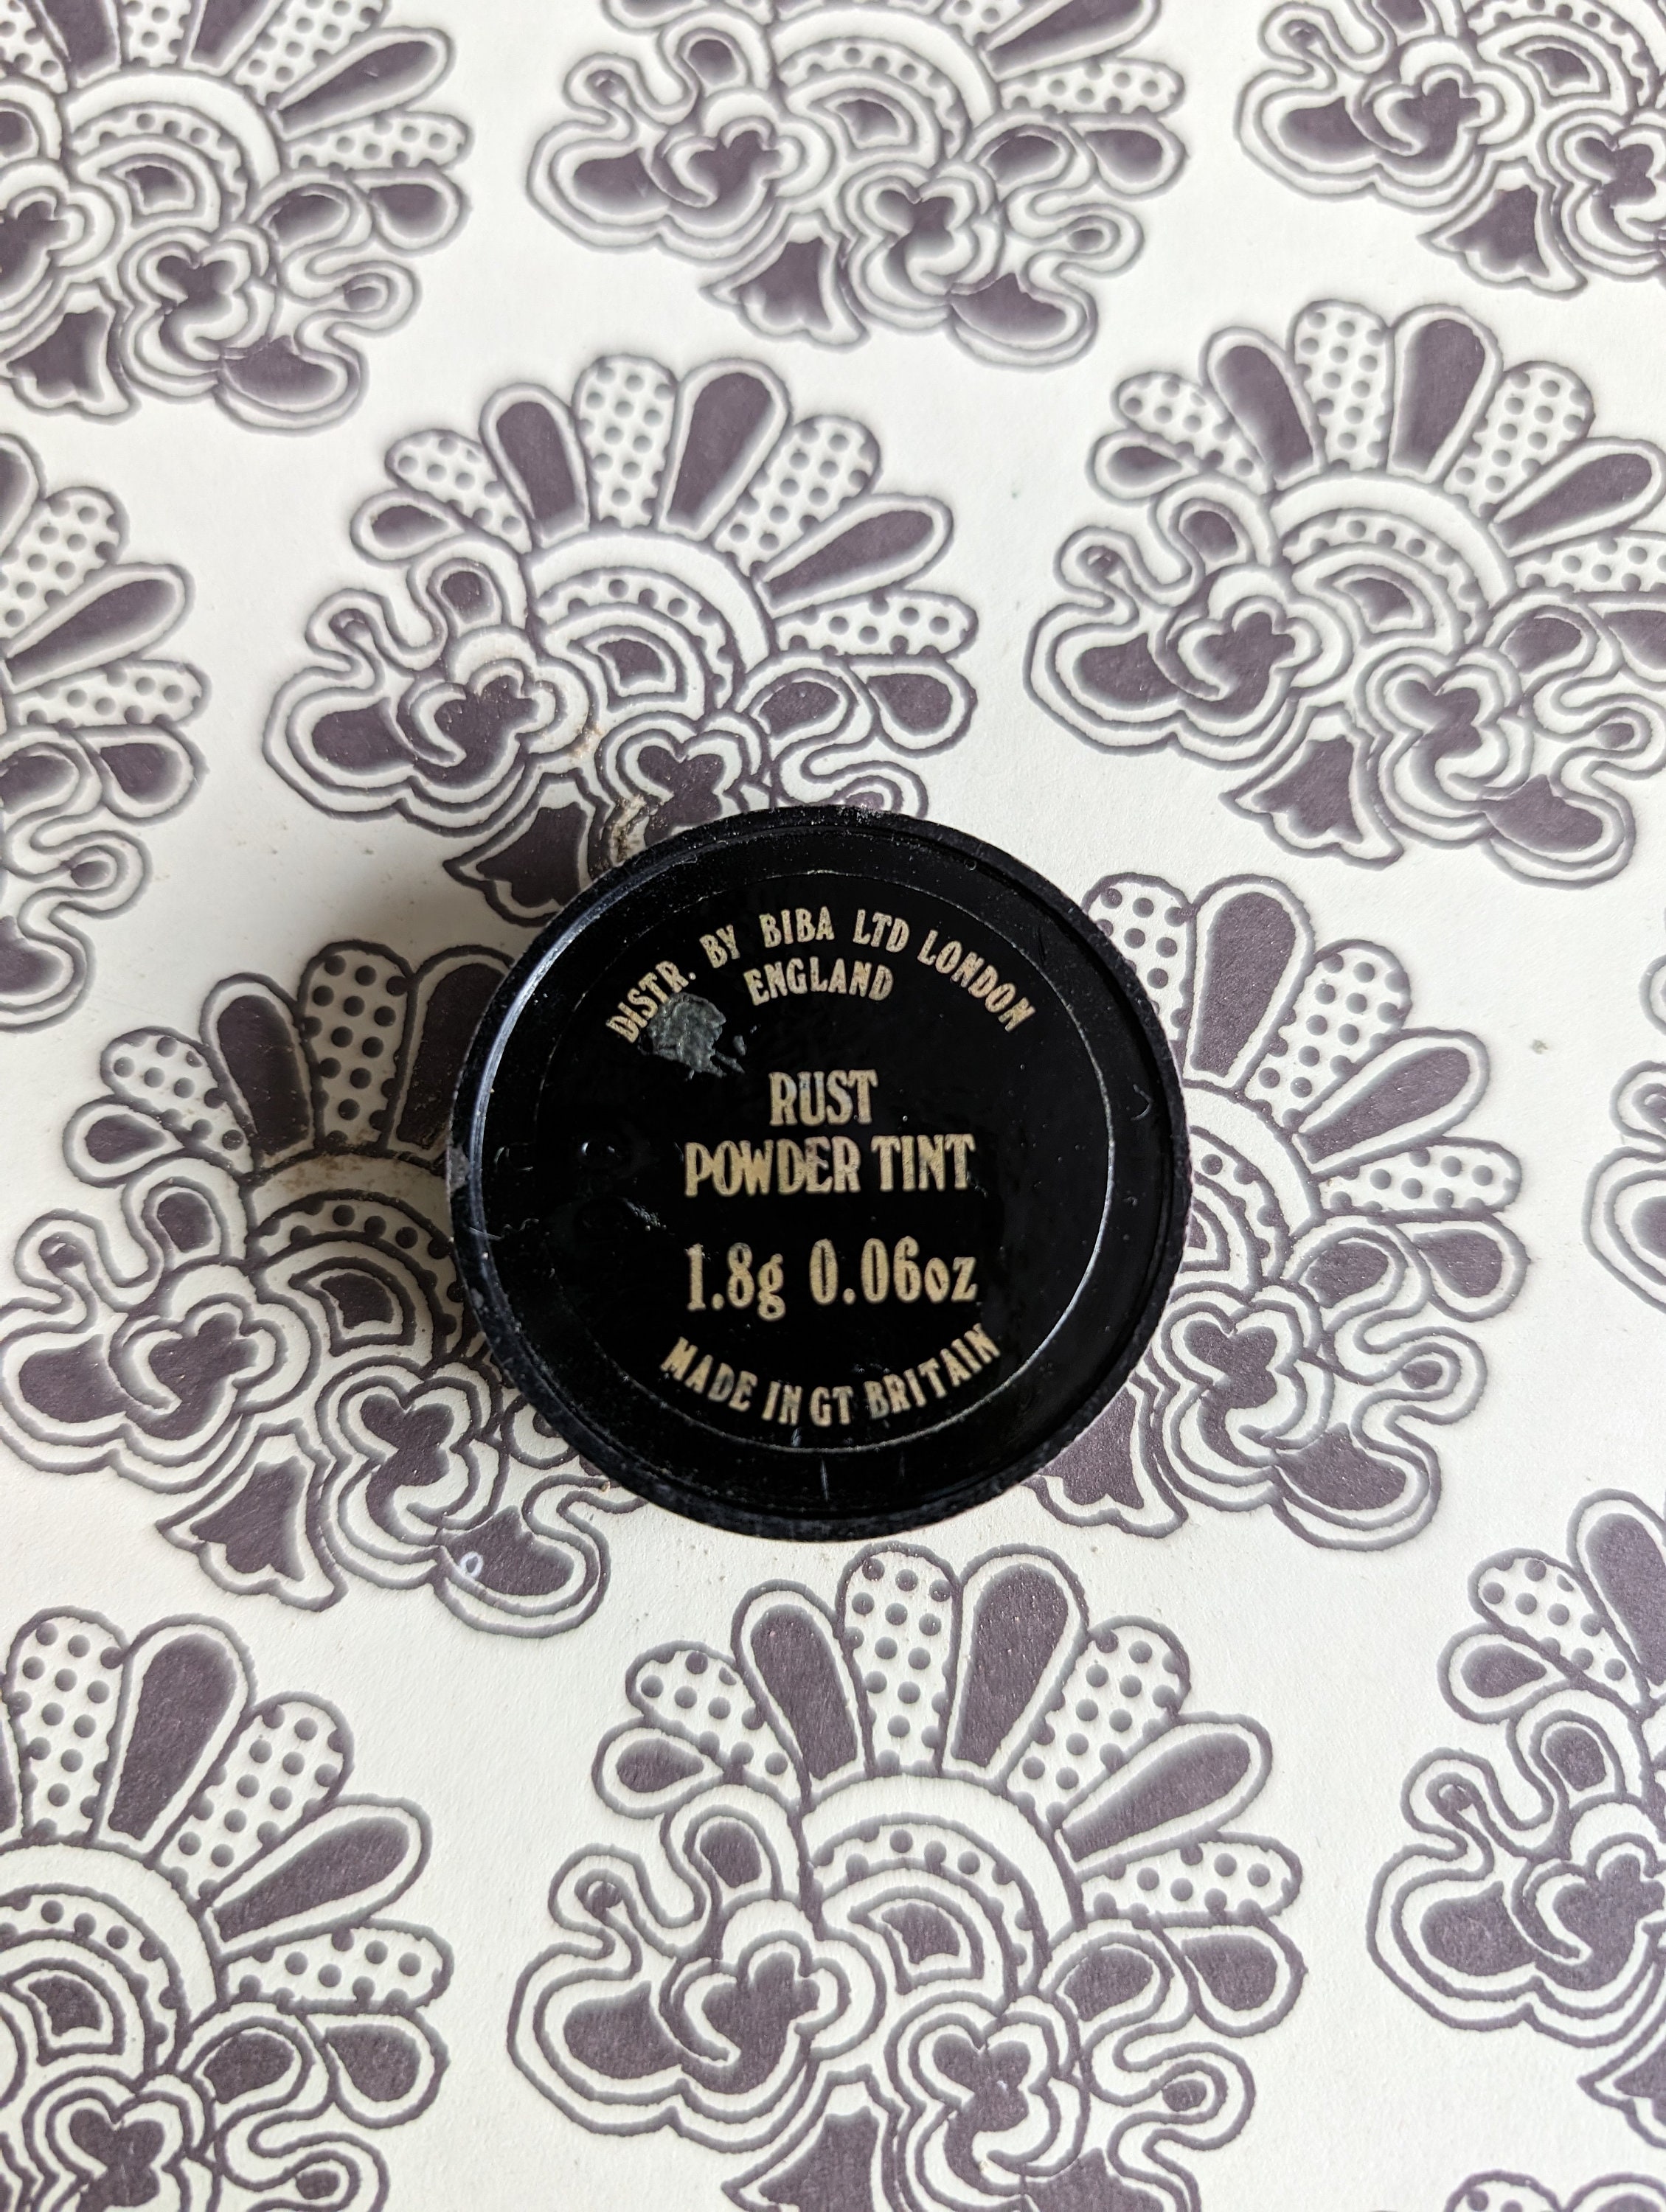 DISTR. BY BIBA LTD LONDON
ENGLAND
RUST
POWDER TINT
1.8g 0.06oz
MADE IN GT BRITAIN